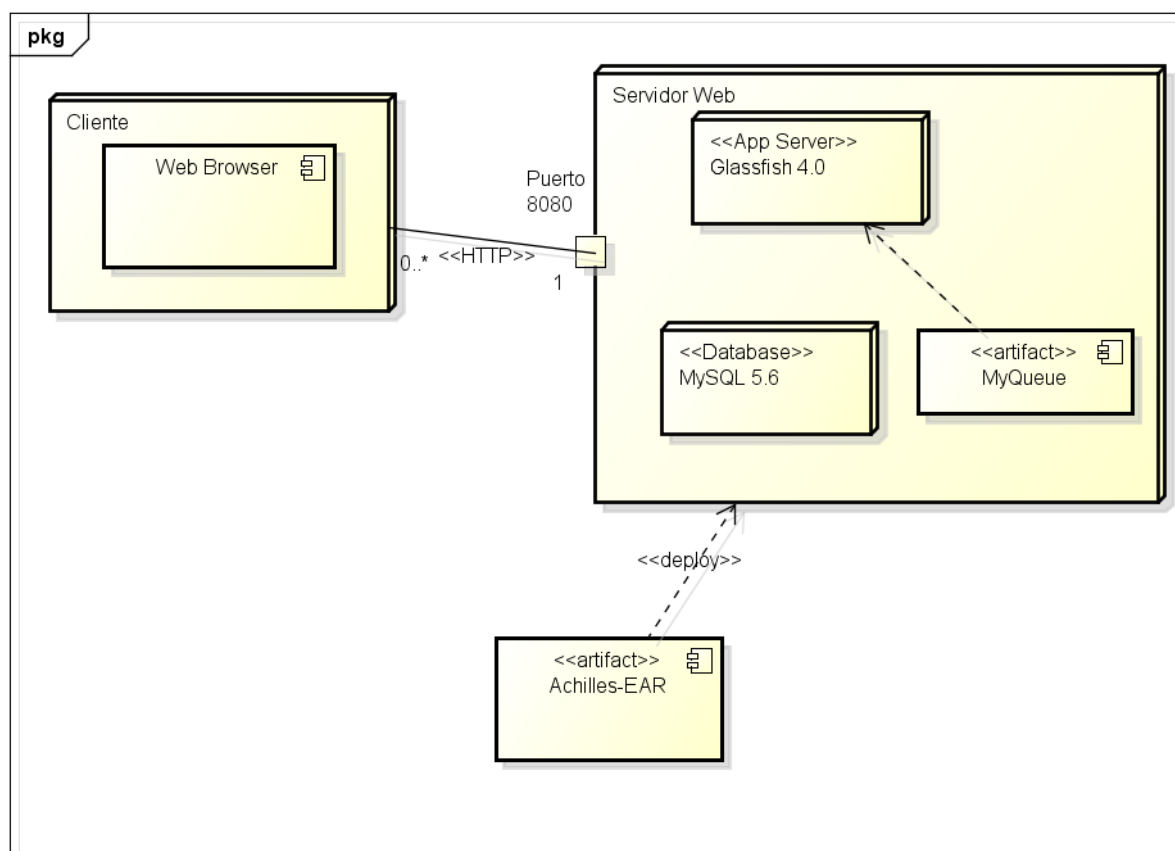 pkg
Cliente
Web Browser
Puerto
8080
0..*
<<HTTP>>
1
Servidor Web
<<App Server>>
Glassfish 4.0
<<Database>>
MySQL 5.6
<<artifact>>
MyQueue
<<deploy>>
<<artifact>>
Achilles-EAR